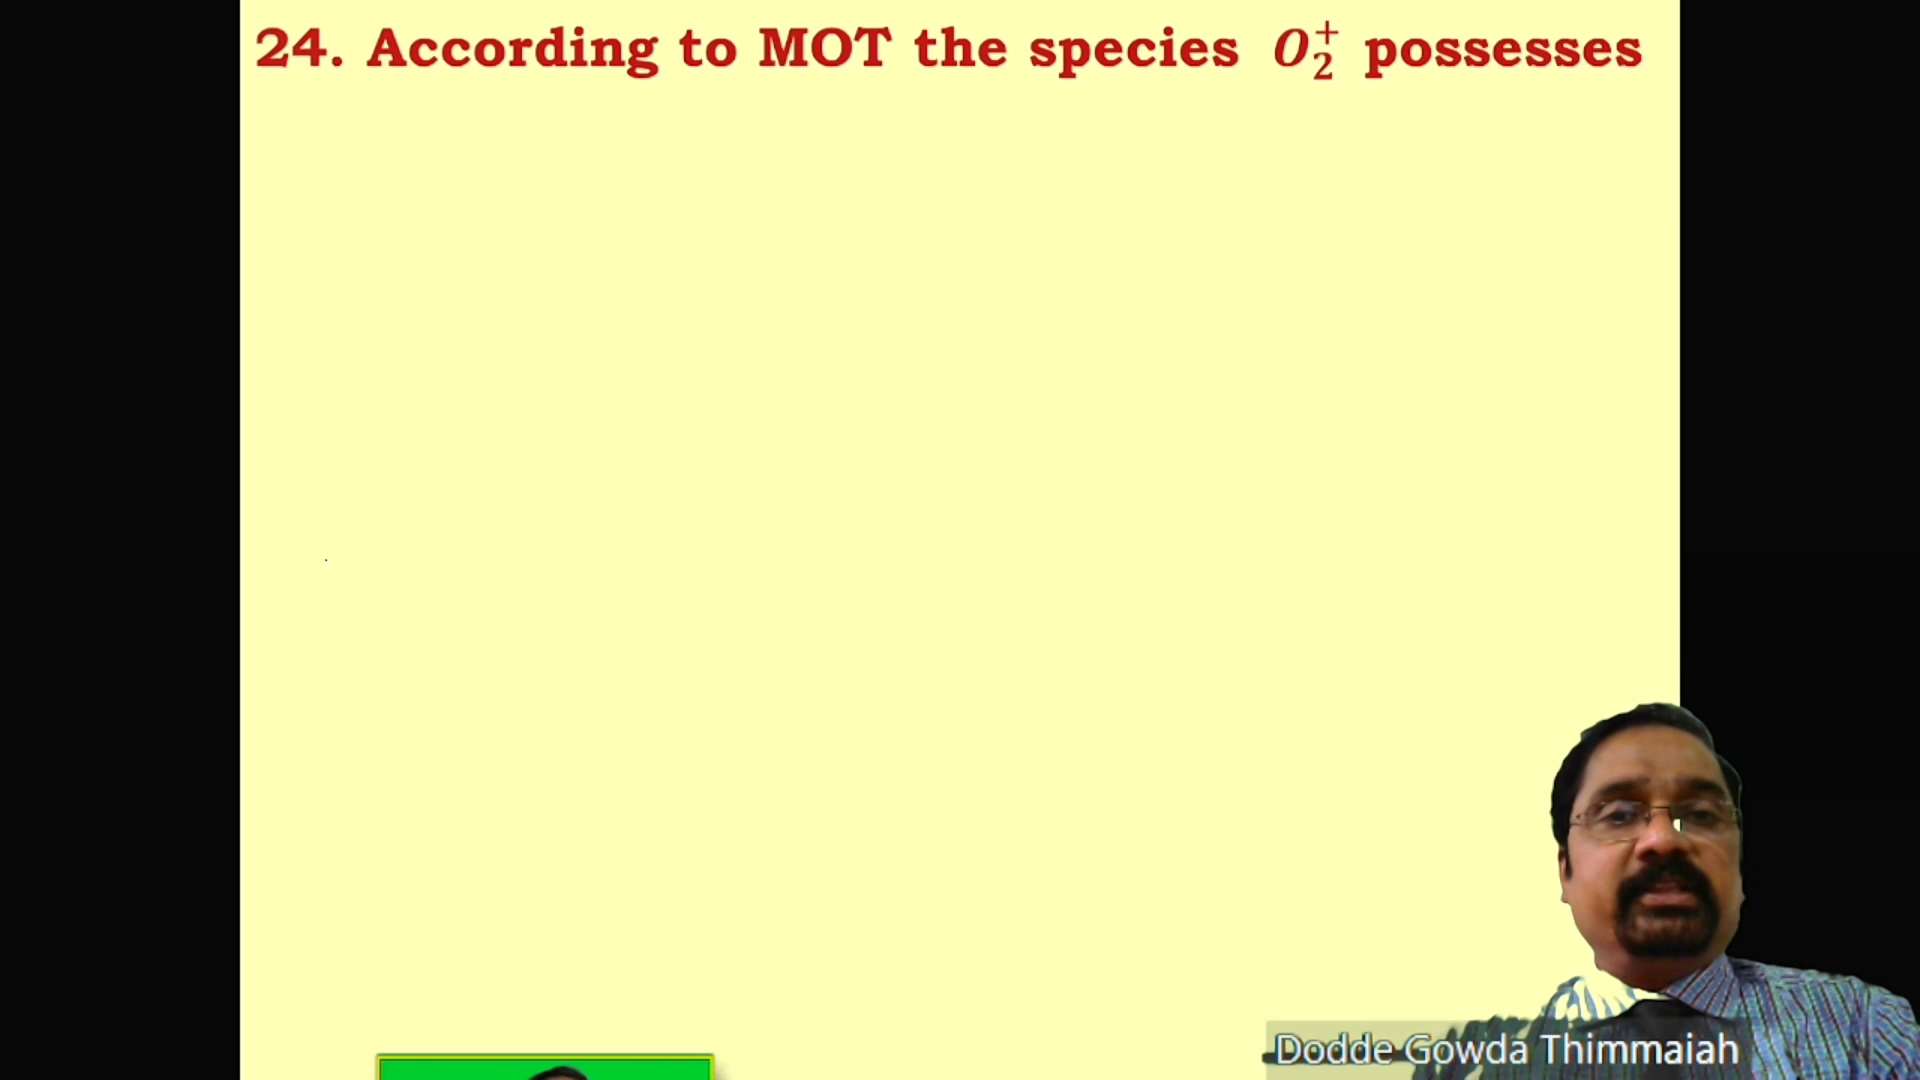 24. According to MOT the species O₂⁺ possesses
Dodde Gowda Thimmaiah